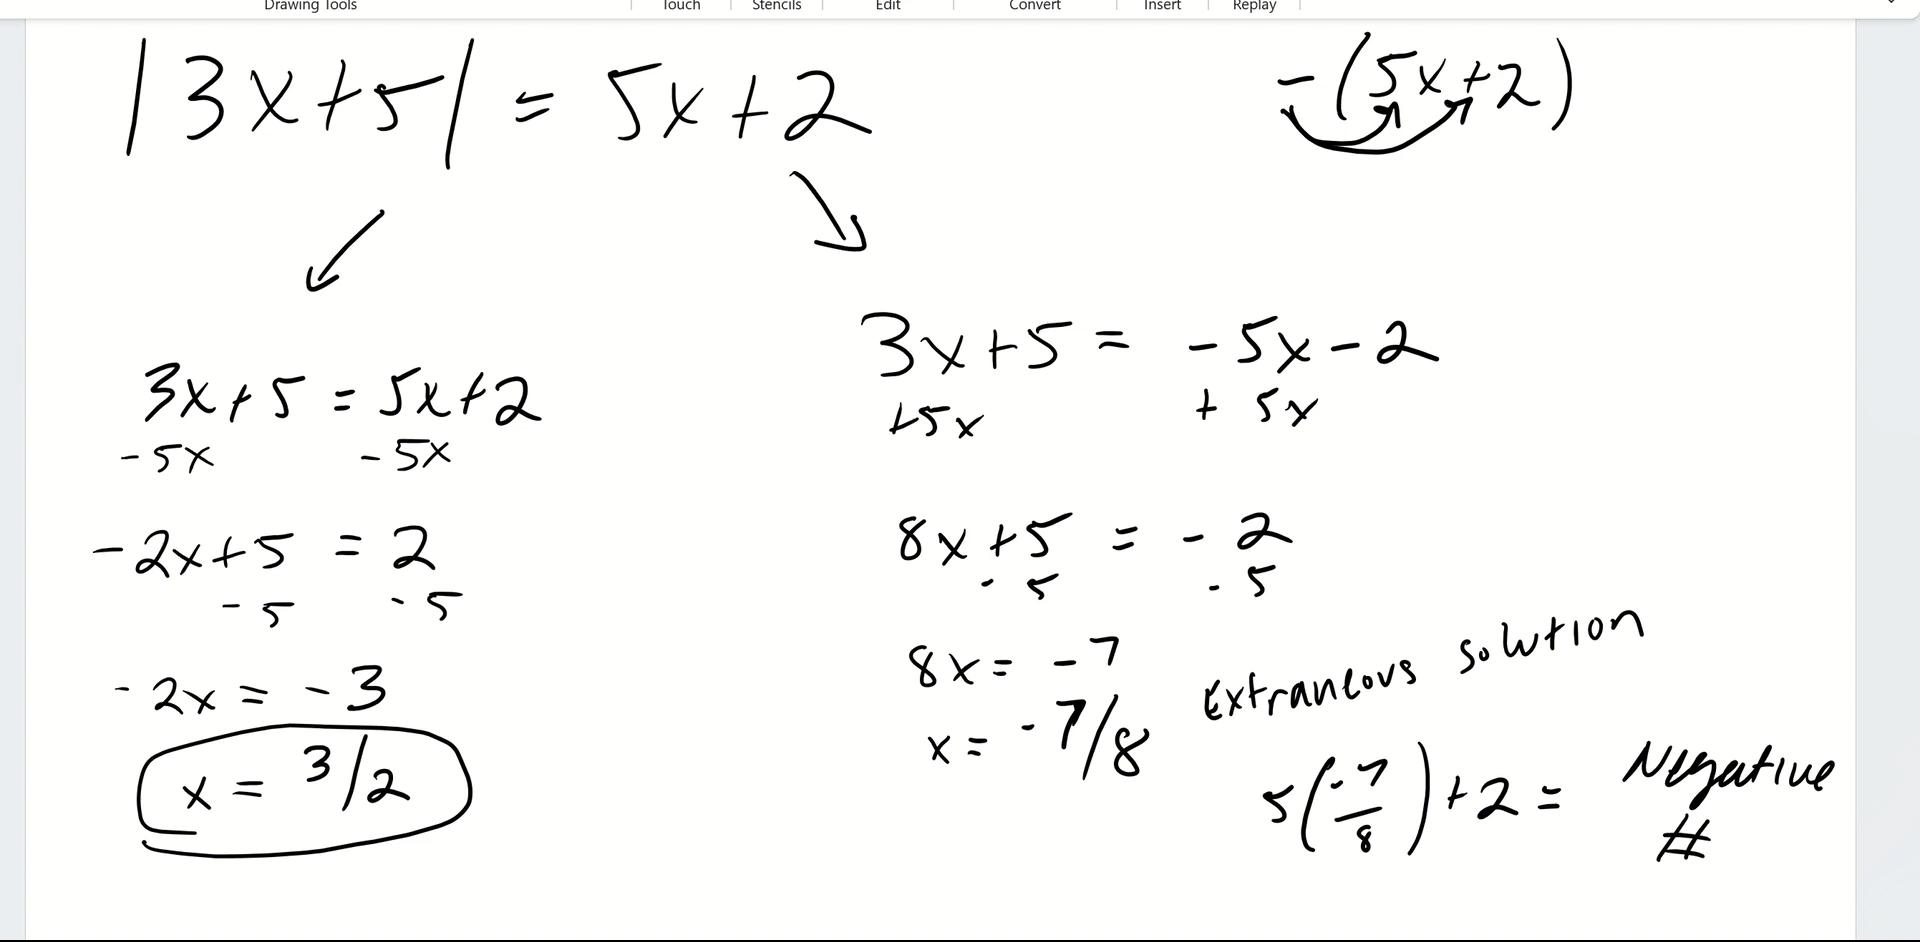 Drawing Tools Touch Stencils Edit Convert Insert Replay
|3x+5| = 5x+2
-(5x+2)
3x+5 = 5x+2
-5x -5x
-2x+5 = 2
-5 -5
-2x = -3
x = 3/2
3x+5 = -5x-2
+5x + 5x
8x+5 = -2
-5 -5
8x = -7
x = -7/8
Extraneous solution
5(-7/8)+2 = Negative
#